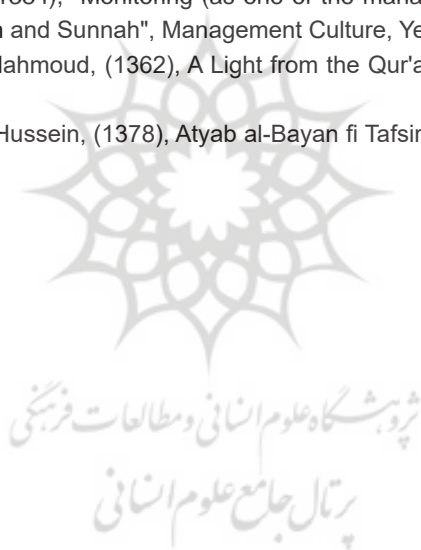 1384), "Monitoring (as one of the mana
n and Sunnah", Management Culture, Ye
Mahmoud, (1362), A Light from the Qur'a
Hussein, (1378), Atyab al-Bayan fi Tafsir
پژوهشگاه علوم انسانی و مطالعات فرهنگی
پرتال جامع علوم انسانی